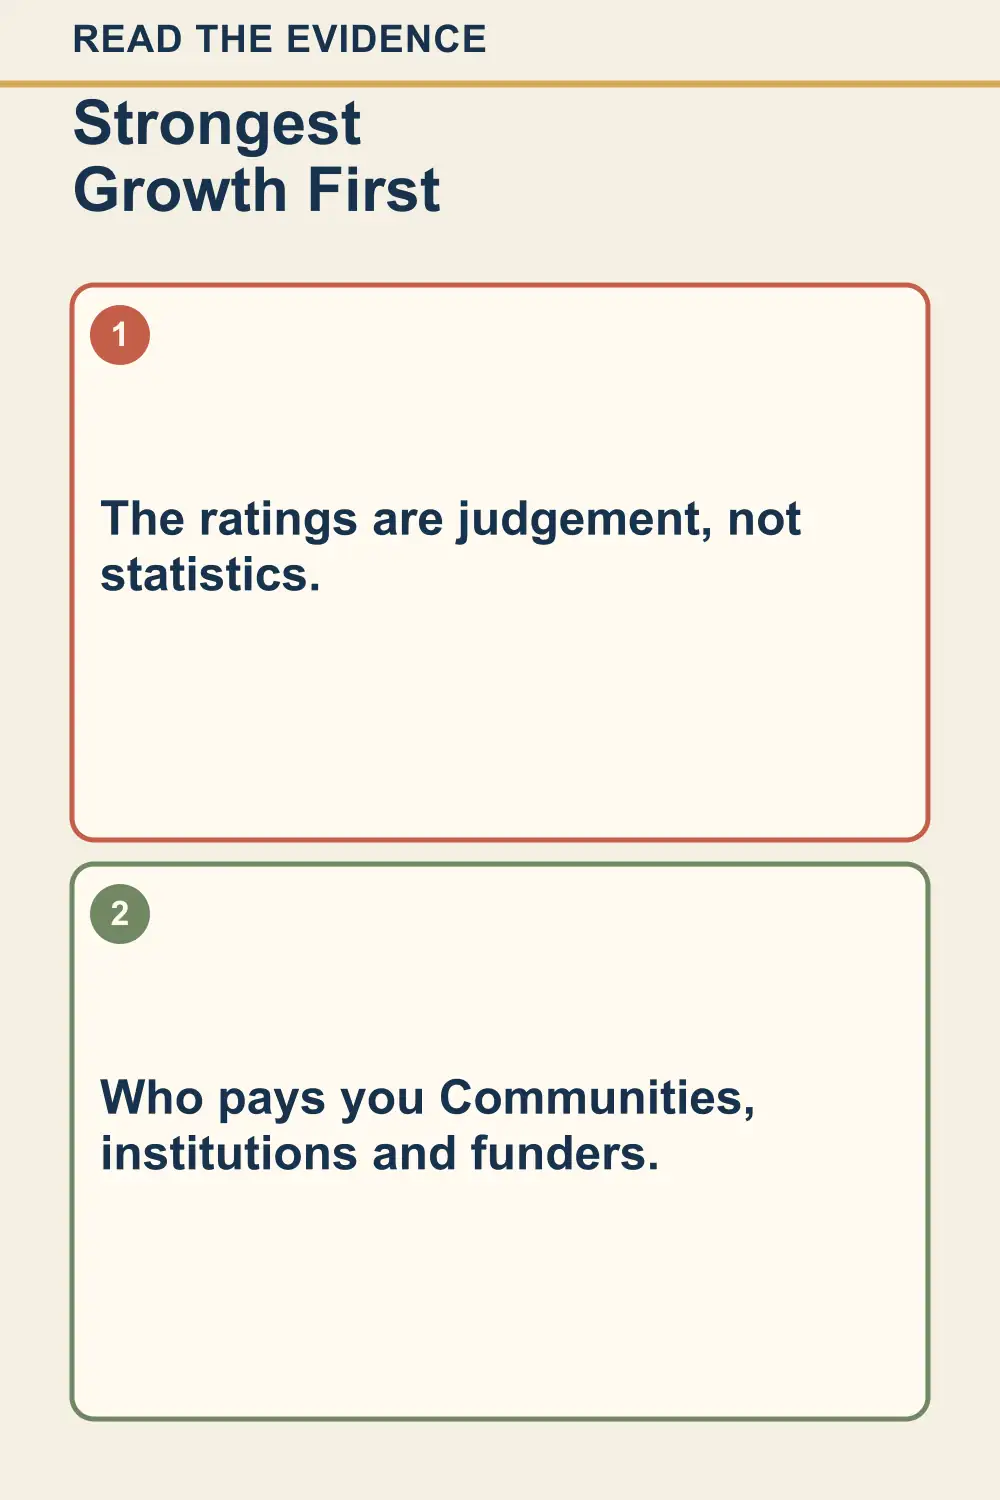 READ THE EVIDENCE
Strongest
Growth First
1
The ratings are judgement, not
statistics.
2
Who pays you Communities,
institutions and funders.